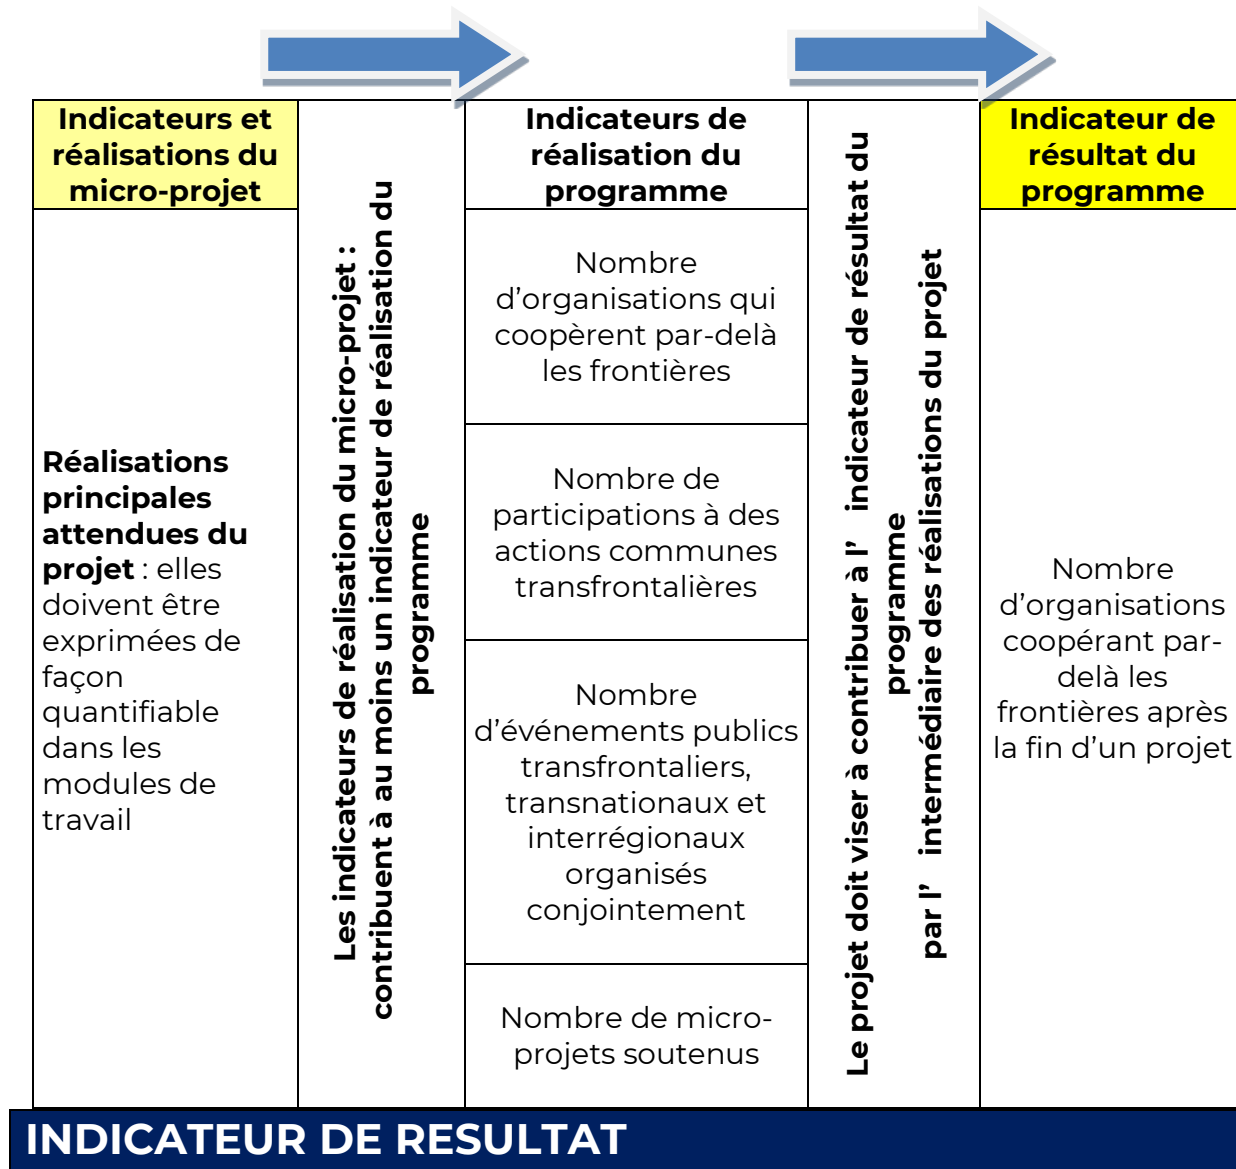 Indicateurs et
réalisations du
micro-projet
Réalisations
principales
attendues du
projet : elles
doivent être
exprimées de
façon
quantifiable
dans les
modules de
travail
Les indicateurs de réalisation du micro-projet :
contribuent à au moins un indicateur de réalisation du
programme
Indicateurs de
réalisation du
programme
Nombre
d’organisations qui
coopèrent par-delà
les frontières
Nombre de
participations à des
actions communes
transfrontalières
Nombre
d’événements publics
transfrontaliers,
transnationaux et
interrégionaux
organisés
conjointement
Nombre de micro-
projets soutenus
Le projet doit viser à contribuer à l’ indicateur de résultat du
programme
par l’ intermédiaire des réalisations du projet
Indicateur de
résultat du
programme
Nombre
d’organisations
coopérant par-
delà les
frontières après
la fin d’un projet
INDICATEUR DE RESULTAT